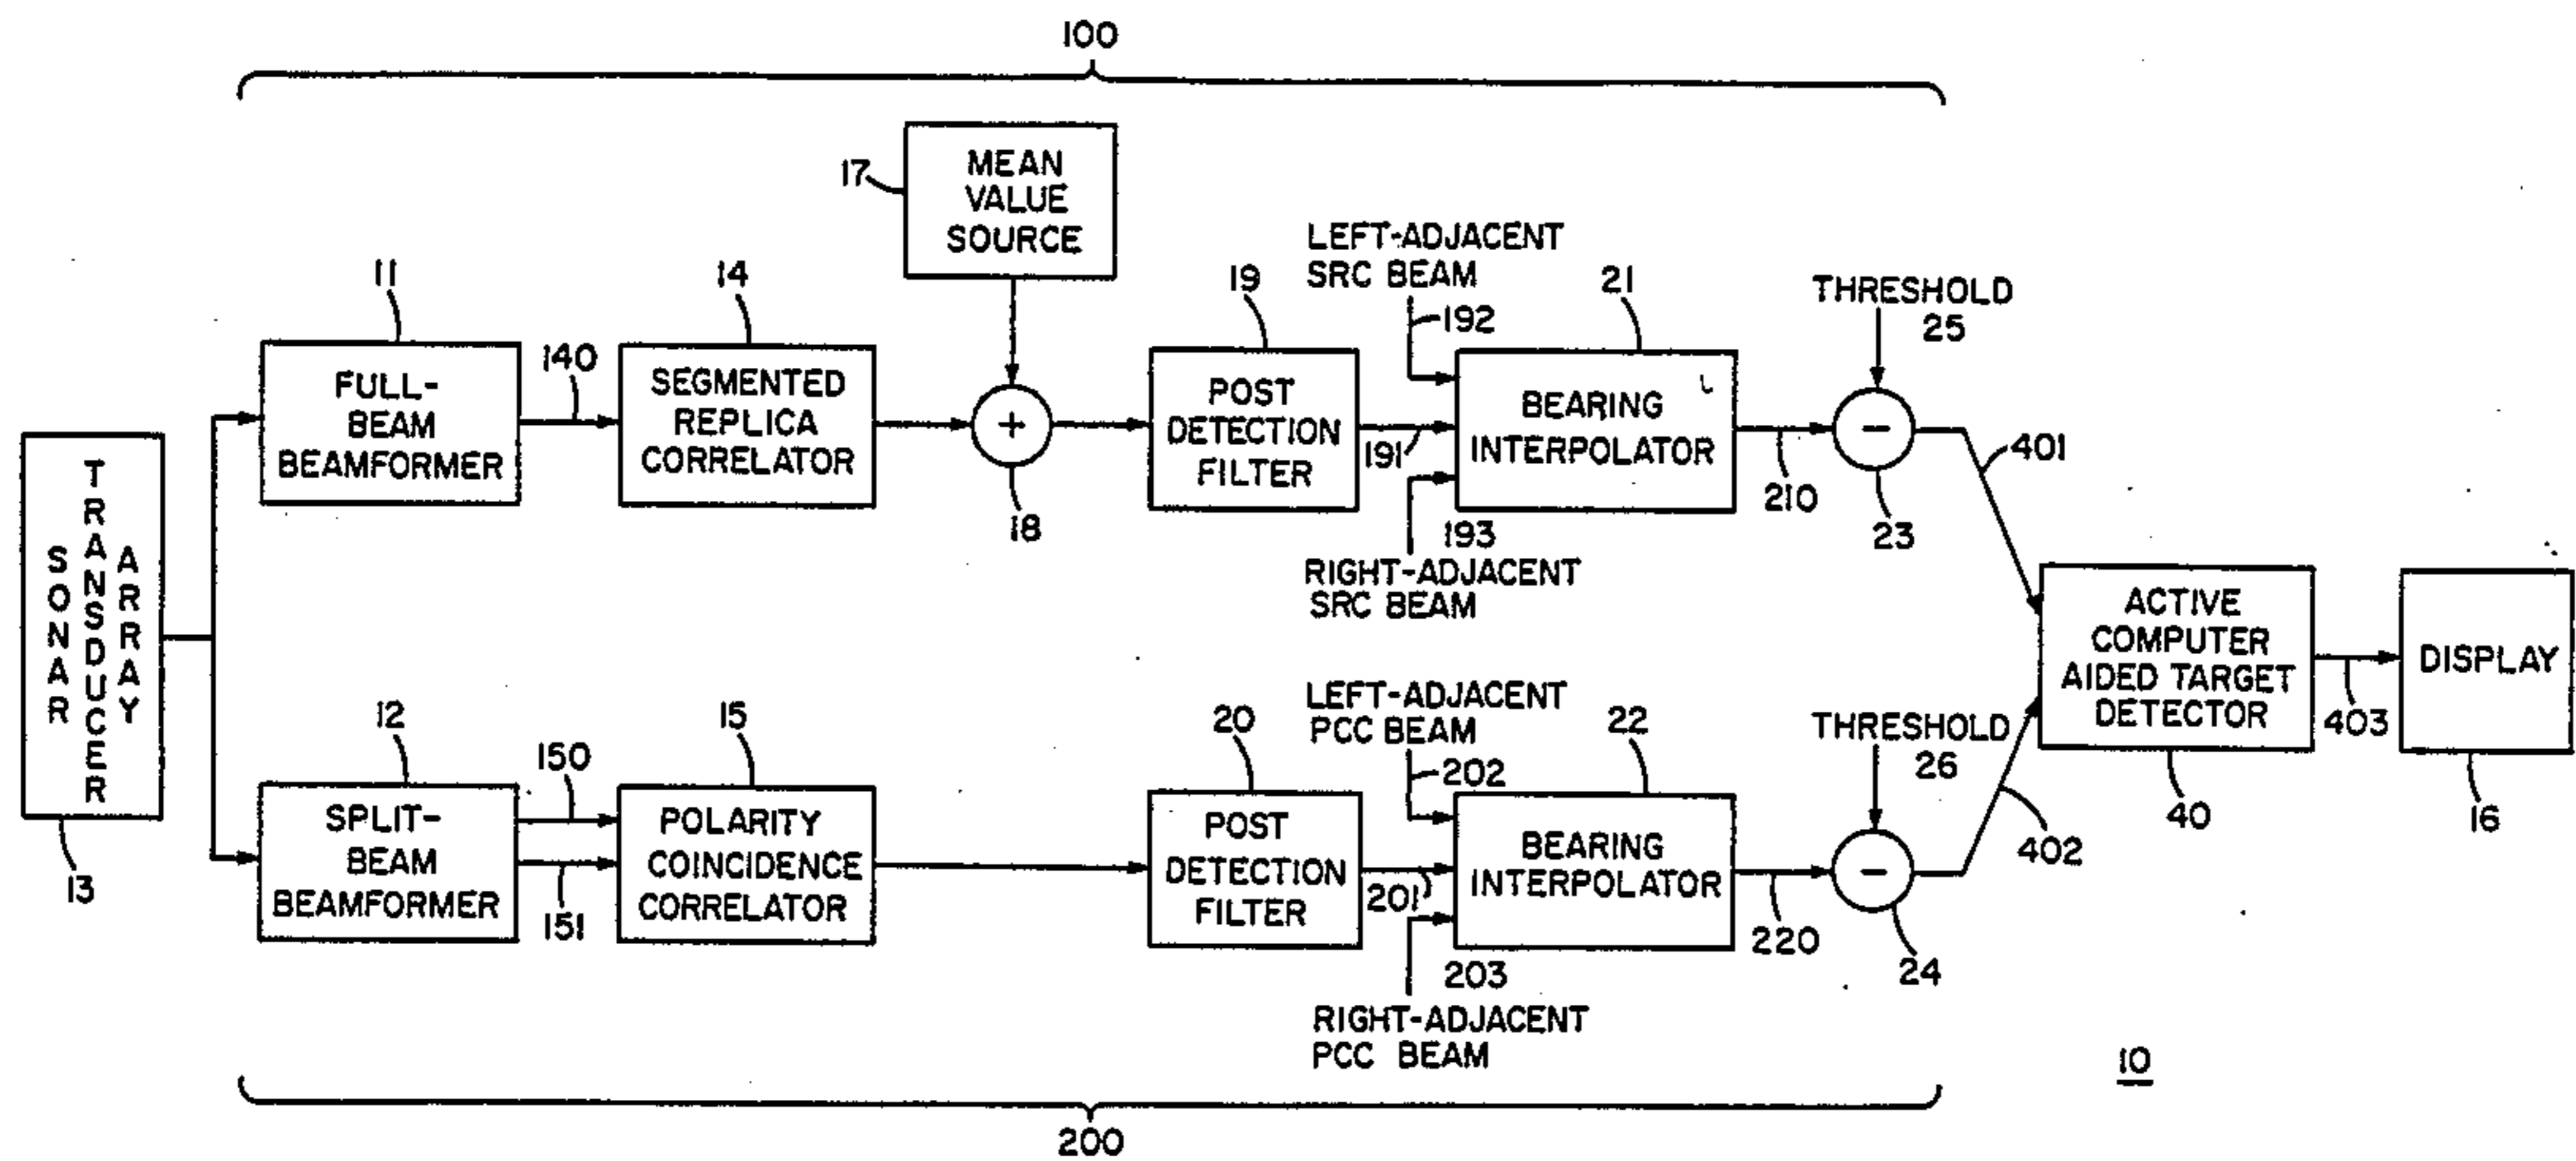 100
17
MEAN
VALUE
SOURCE
LEFT-ADJACENT
SRC BEAM
11
14
19
192
21
THRESHOLD
25
FULL-
BEAM
BEAMFORMER
140
SEGMENTED
REPLICA
CORRELATOR
+
18
POST
DETECTION
FILTER
191
BEARING
INTERPOLATOR
210
−
23
401
193
RIGHT-ADJACENT
SRC BEAM
SONAR
TRANSDUCER
ARRAY
13
ACTIVE
COMPUTER
AIDED TARGET
DETECTOR
40
403
DISPLAY
16
LEFT-ADJACENT
PCC BEAM
12
15
20
202
22
THRESHOLD
26
SPLIT-
BEAM
BEAMFORMER
150
151
POLARITY
COINCIDENCE
CORRELATOR
POST
DETECTION
FILTER
201
BEARING
INTERPOLATOR
220
−
24
402
203
RIGHT-ADJACENT
PCC BEAM
10
200